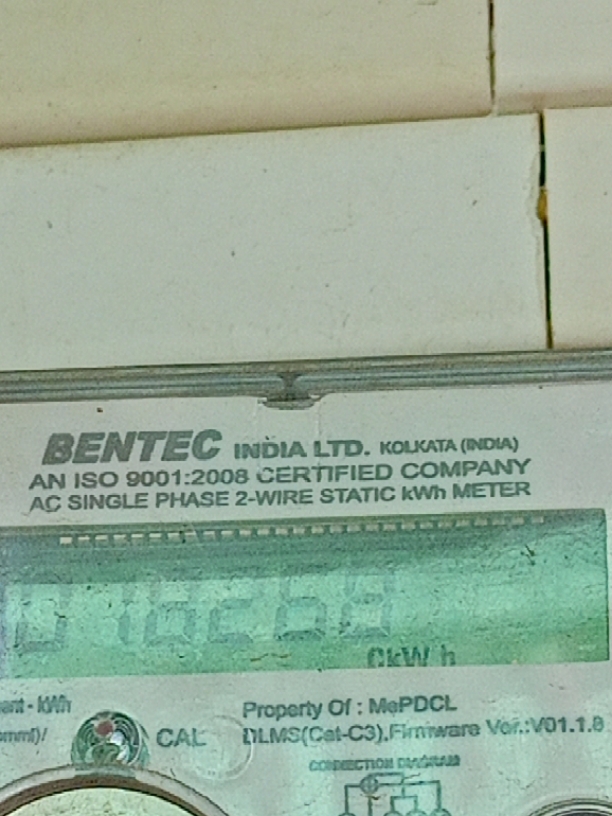 BENTEC INDIA LTD. KOLKATA (INDIA)
AN ISO 9001:2008 CERTIFIED COMPANY
AC SINGLE PHASE 2-WIRE STATIC kWh METER
CkW h
- kWh
Property Of : MePDCL
CAL
DLMS(Cat-C3),Firmware Ver.:V01.1.8
CONNECTION DIAGRAM